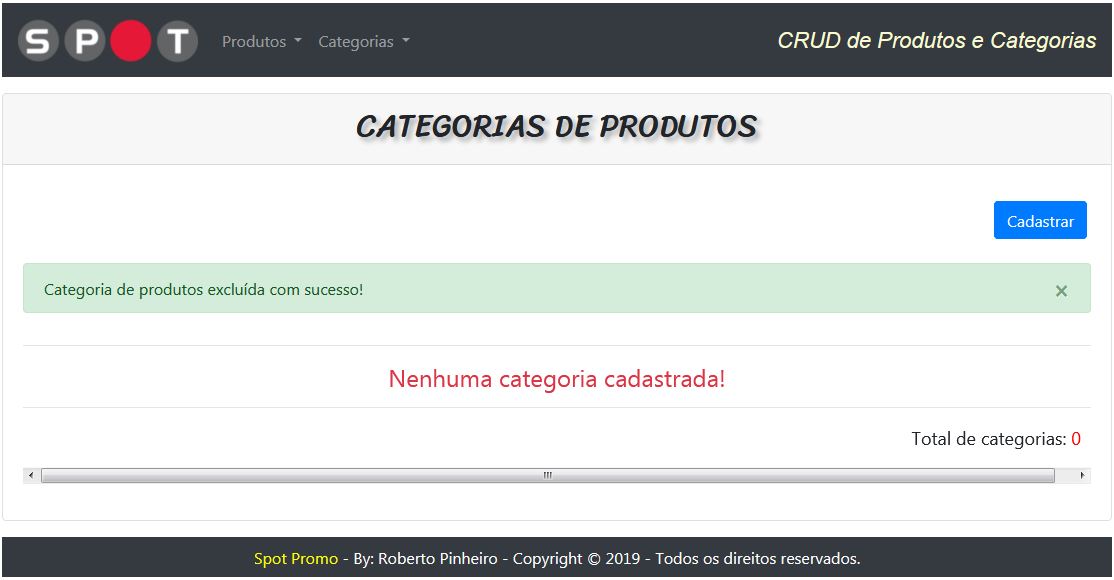 SPOT Produtos Categorias CRUD de Produtos e Categorias
CATEGORIAS DE PRODUTOS
Cadastrar
Categoria de produtos excluída com sucesso! ×
Nenhuma categoria cadastrada!
Total de categorias: 0
Spot Promo - By: Roberto Pinheiro - Copyright © 2019 - Todos os direitos reservados.